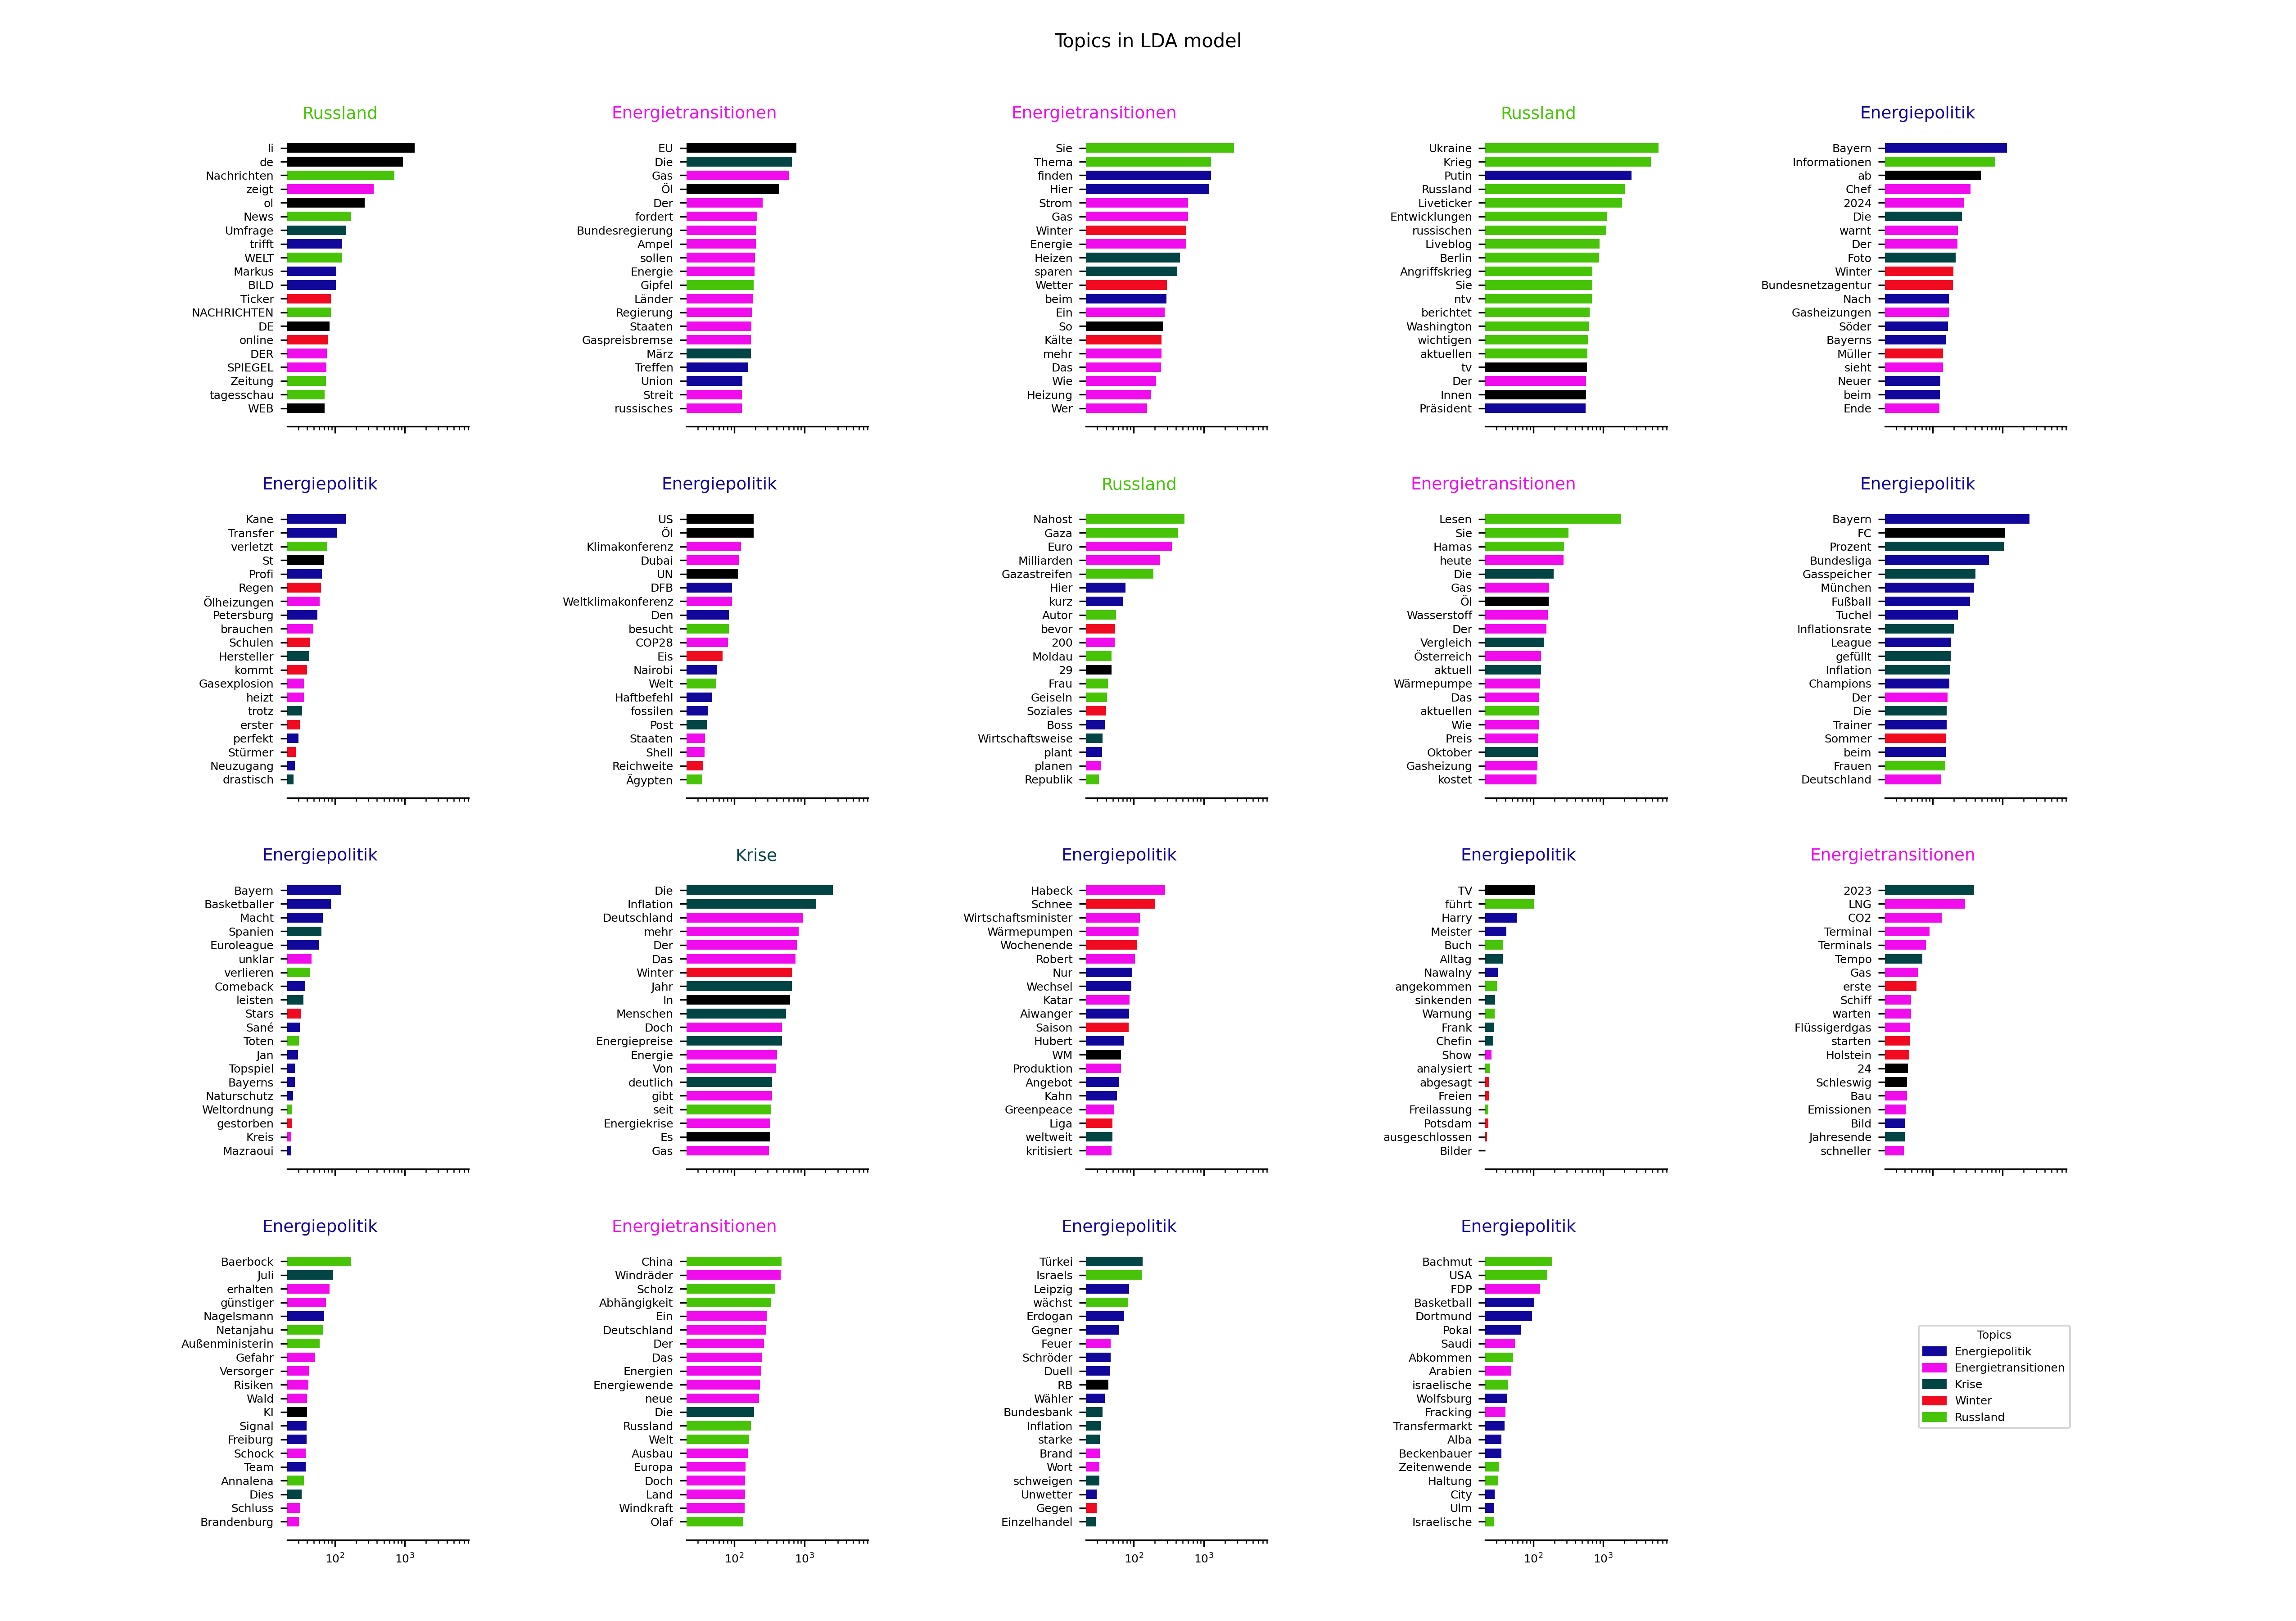 Topics in LDA model
Russland
li
de
Nachrichten
zeigt
ol
News
Umfrage
trifft
WELT
Markus
BILD
Ticker
NACHRICHTEN
DE
online
DER
SPIEGEL
Zeitung
tagesschau
WEB
Energietransitionen
EU
Die
Gas
Öl
Der
fordert
Bundesregierung
Ampel
sollen
Energie
Gipfel
Länder
Regierung
Staaten
Gaspreisbremse
März
Treffen
Union
Streit
russisches
Energietransitionen
Sie
Thema
finden
Hier
Strom
Gas
Winter
Energie
Heizen
sparen
Wetter
beim
Ein
So
Kälte
mehr
Das
Wie
Heizung
Wer
Russland
Ukraine
Krieg
Putin
Russland
Liveticker
Entwicklungen
russischen
Liveblog
Berlin
Angriffskrieg
Sie
ntv
berichtet
Washington
wichtigen
aktuellen
tv
Der
Innen
Präsident
Energiepolitik
Bayern
Informationen
ab
Chef
2024
Die
warnt
Der
Foto
Winter
Bundesnetzagentur
Nach
Gasheizungen
Söder
Bayerns
Müller
sieht
Neuer
beim
Ende
Energiepolitik
Kane
Transfer
verletzt
St
Profi
Regen
Ölheizungen
Petersburg
brauchen
Schulen
Hersteller
kommt
Gasexplosion
heizt
trotz
erster
perfekt
Stürmer
Neuzugang
drastisch
Energiepolitik
US
Öl
Klimakonferenz
Dubai
UN
DFB
Weltklimakonferenz
Den
besucht
COP28
Eis
Nairobi
Welt
Haftbefehl
fossilen
Post
Staaten
Shell
Reichweite
Ägypten
Russland
Nahost
Gaza
Euro
Milliarden
Gazastreifen
Hier
kurz
Autor
bevor
200
Moldau
29
Frau
Geiseln
Soziales
Boss
Wirtschaftsweise
plant
planen
Republik
Energietransitionen
Lesen
Sie
Hamas
heute
Die
Gas
Öl
Wasserstoff
Der
Vergleich
Österreich
aktuell
Wärmepumpe
Das
aktuellen
Wie
Preis
Oktober
Gasheizung
kostet
Energiepolitik
Bayern
FC
Prozent
Bundesliga
Gasspeicher
München
Fußball
Tuchel
Inflationsrate
League
gefüllt
Inflation
Champions
Der
Die
Trainer
Sommer
beim
Frauen
Deutschland
Energiepolitik
Bayern
Basketballer
Macht
Spanien
Euroleague
unklar
verlieren
Comeback
leisten
Stars
Sané
Toten
Jan
Topspiel
Bayerns
Naturschutz
Weltordnung
gestorben
Kreis
Mazraoui
Krise
Die
Inflation
Deutschland
mehr
Der
Das
Winter
Jahr
In
Menschen
Doch
Energiepreise
Energie
Von
deutlich
gibt
seit
Energiekrise
Es
Gas
Energiepolitik
Habeck
Schnee
Wirtschaftsminister
Wärmepumpen
Wochenende
Robert
Nur
Wechsel
Katar
Aiwanger
Saison
Hubert
WM
Produktion
Angebot
Kahn
Greenpeace
Liga
weltweit
kritisiert
Energiepolitik
TV
führt
Harry
Meister
Buch
Alltag
Nawalny
angekommen
sinkenden
Warnung
Frank
Chefin
Show
analysiert
abgesagt
Freien
Freilassung
Potsdam
ausgeschlossen
Bilder
Energietransitionen
2023
LNG
CO2
Terminal
Terminals
Tempo
Gas
erste
Schiff
warten
Flüssigerdgas
starten
Holstein
24
Schleswig
Bau
Emissionen
Bild
Jahresende
schneller
Energiepolitik
Baerbock
Juli
erhalten
günstiger
Nagelsmann
Netanjahu
Außenministerin
Gefahr
Versorger
Risiken
Wald
KI
Signal
Freiburg
Schock
Team
Annalena
Dies
Schluss
Brandenburg
10² 10³
Energietransitionen
China
Windräder
Scholz
Abhängigkeit
Ein
Deutschland
Der
Das
Energien
Energiewende
neue
Die
Russland
Welt
Ausbau
Europa
Doch
Land
Windkraft
Olaf
10² 10³
Energiepolitik
Türkei
Israels
Leipzig
wächst
Erdogan
Gegner
Feuer
Schröder
Duell
RB
Wähler
Bundesbank
Inflation
starke
Brand
Wort
schweigen
Unwetter
Gegen
Einzelhandel
10² 10³
Energiepolitik
Bachmut
USA
FDP
Basketball
Dortmund
Pokal
Saudi
Abkommen
Arabien
israelische
Wolfsburg
Fracking
Transfermarkt
Alba
Beckenbauer
Zeitenwende
Haltung
City
Ulm
Israelische
10² 10³
Topics
Energiepolitik
Energietransitionen
Krise
Winter
Russland